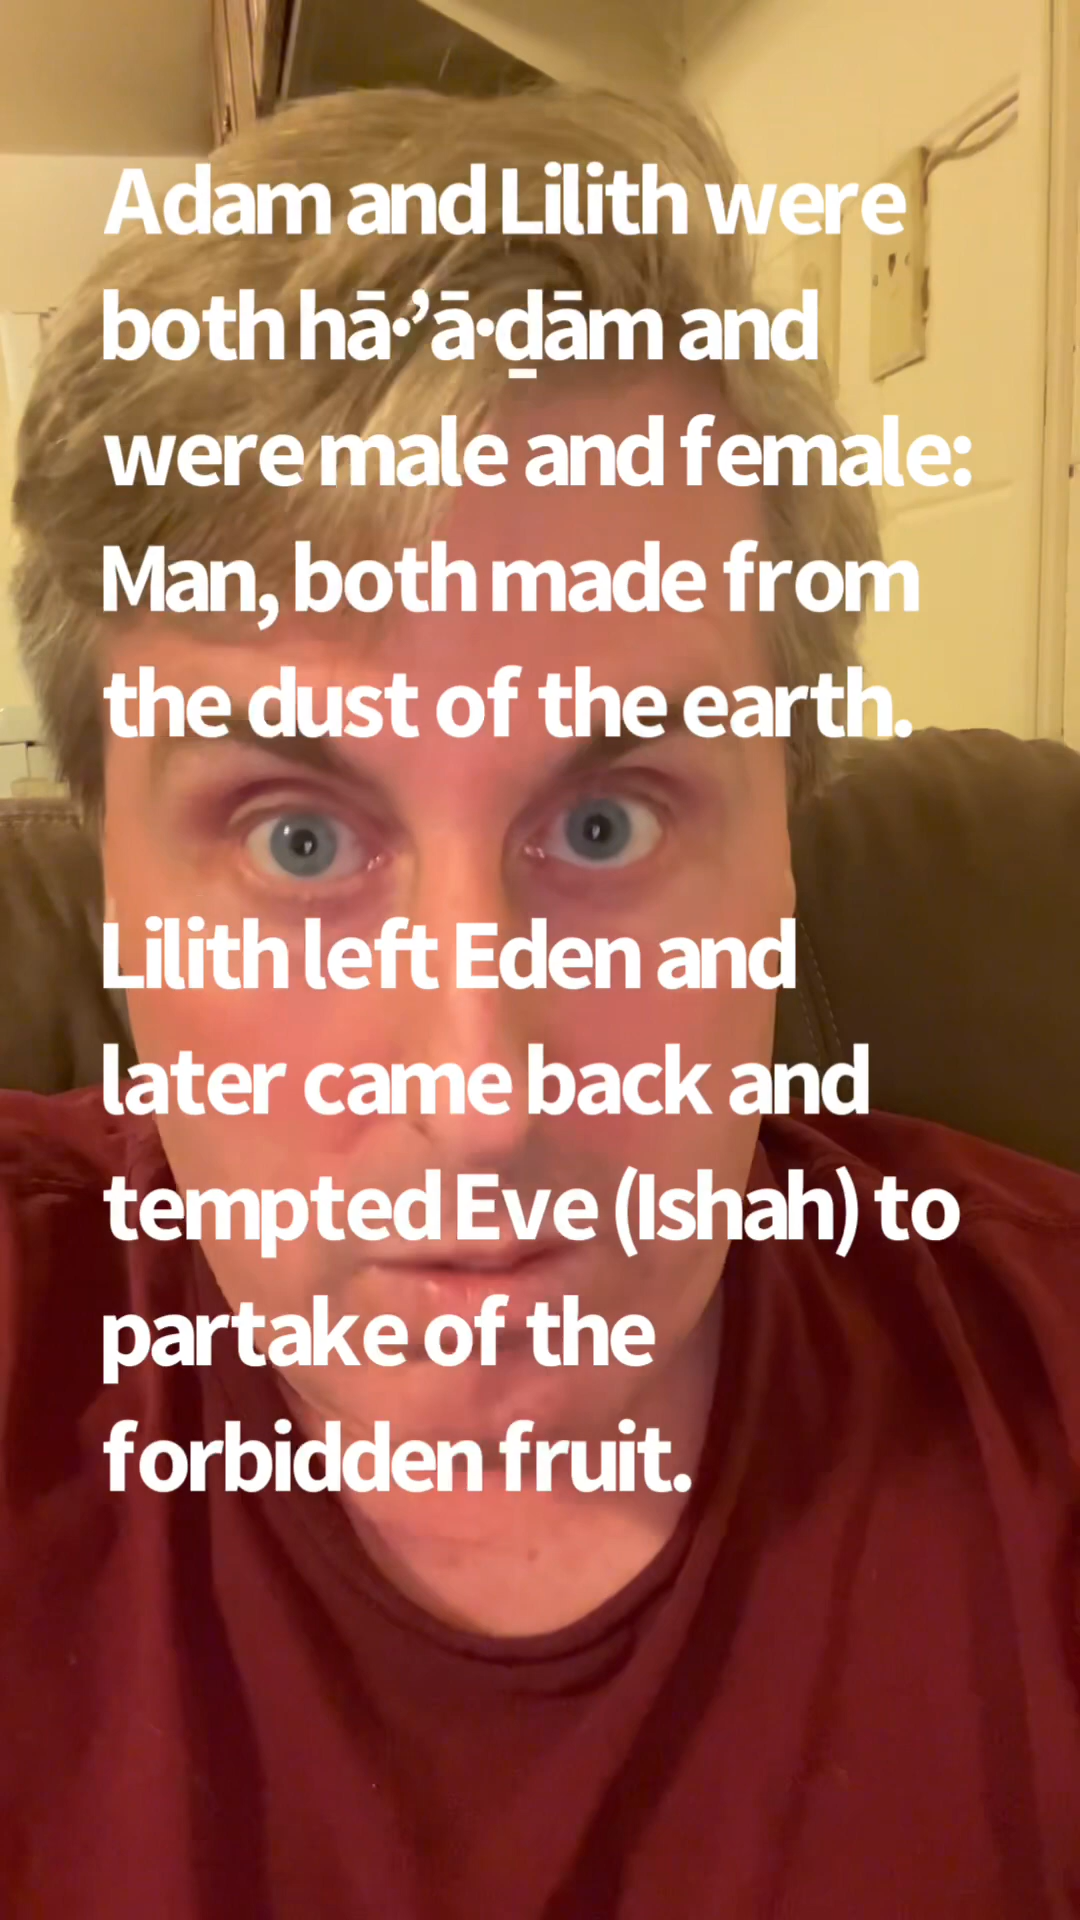 Adam and Lilith were
both hā·’ā·ḏām and
were male and female:
Man, both made from
the dust of the earth.
Lilith left Eden and
later came back and
tempted Eve (Ishah) to
partake of the
forbidden fruit.